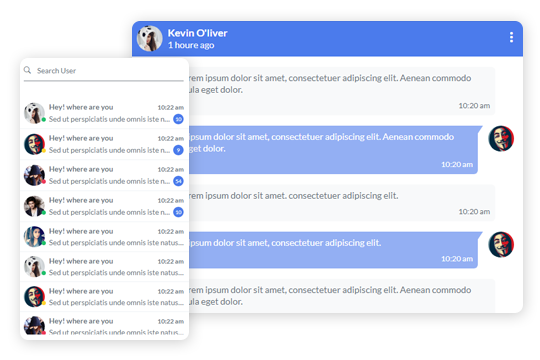 Kevin O'liver
1 houre ago
Search User
Hey! where are you 10:22 am
Sed ut perspiciatis unde omnis iste n... 10
Hey! where are you 10:22 am
Sed ut perspiciatis unde omnis iste n... 9
Hey! where are you 10:22 am
Sed ut perspiciatis unde omnis iste n... 54
Hey! where are you 10:22 am
Sed ut perspiciatis unde omnis iste n... 10
Hey! where are you 10:22 am
Sed ut perspiciatis unde omnis iste natus...
Hey! where are you 10:22 am
Sed ut perspiciatis unde omnis iste natus...
Hey! where are you 10:22 am
Sed ut perspiciatis unde omnis iste natus...
Hey! where are you 10:22 am
Sed ut perspiciatis unde omnis iste natus...
rem ipsum dolor sit amet, consectetuer adipiscing elit. Aenean commodo
ula eget dolor.
10:20 am
ipsum dolor sit amet, consectetuer adipiscing elit. Aenean commodo
get dolor.
10:20 am
rem ipsum dolor sit amet, consectetuer adipiscing elit.
10:20 am
ipsum dolor sit amet, consectetuer adipiscing elit.
10:20 am
rem ipsum dolor sit amet, consectetuer adipiscing elit. Aenean commodo
ula eget dolor.